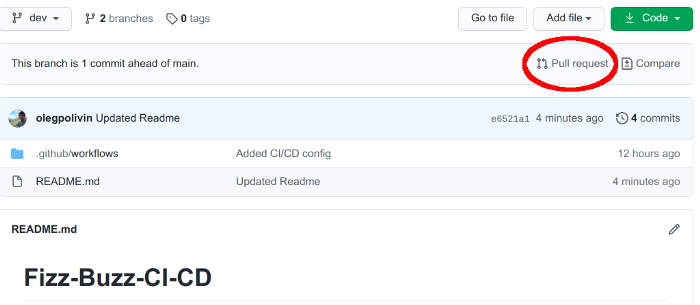 dev 2 branches 0 tags Go to file Add file Code
This branch is 1 commit ahead of main. Pull request Compare
olegpolivin Updated Readme e6521a1 4 minutes ago 4 commits
.github/workflows Added CI/CD config 12 hours ago
README.md Updated Readme 4 minutes ago
README.md
Fizz-Buzz-CI-CD